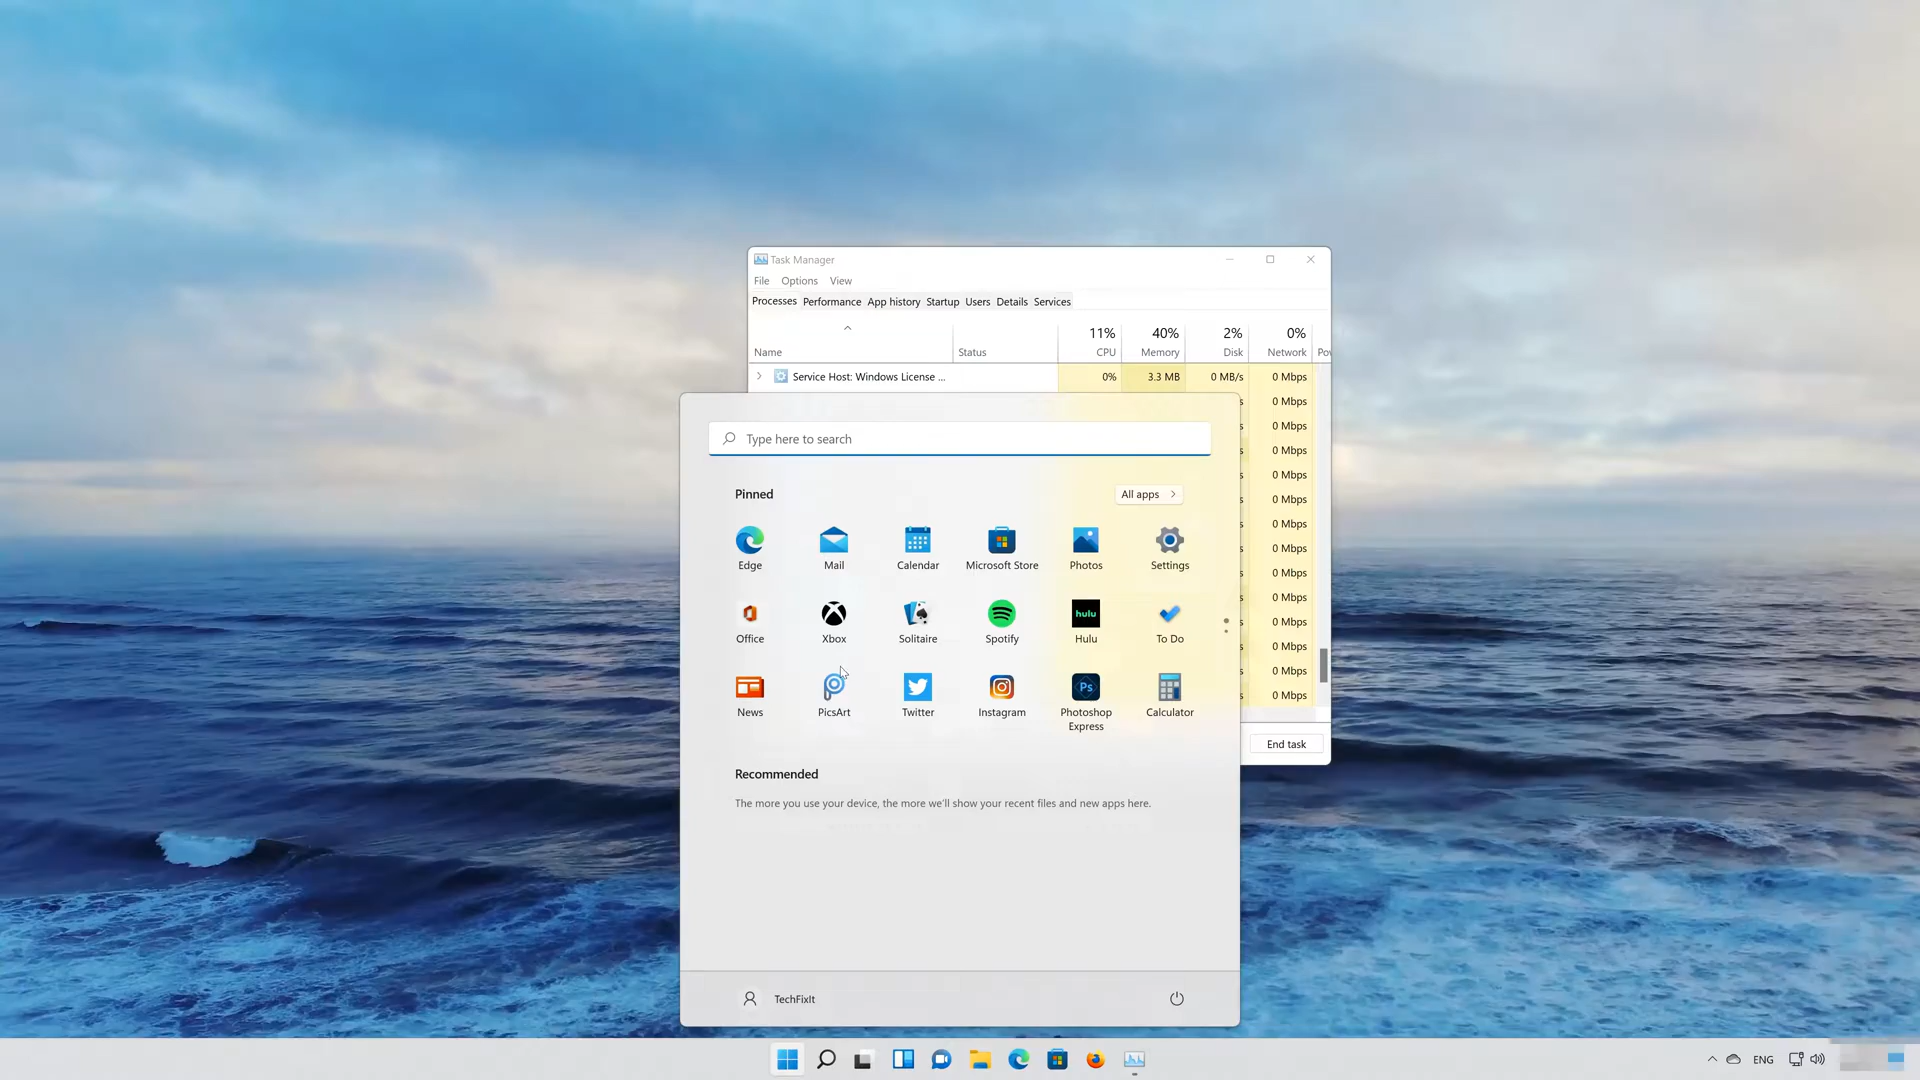 Task Manager
File Options View
Processes Performance App history Startup Users Details Services
11% 40% 2% 0%
Name Status CPU Memory Disk Network
Service Host: Windows License ... 0% 3.3 MB 0 MB/s 0 Mbps
0 Mbps
0 Mbps
0 Mbps
0 Mbps
0 Mbps
0 Mbps
0 Mbps
0 Mbps
0 Mbps
0 Mbps
0 Mbps
0 Mbps
0 Mbps
End task
Type here to search
Pinned All apps
Edge Mail Calendar Microsoft Store Photos Settings
hulu
Office Xbox Solitaire Spotify Hulu To Do
Ps
News PicsArt Twitter Instagram Photoshop Express Calculator
Recommended
The more you use your device, the more we'll show your recent files and new apps here.
TechFixIt
ENG